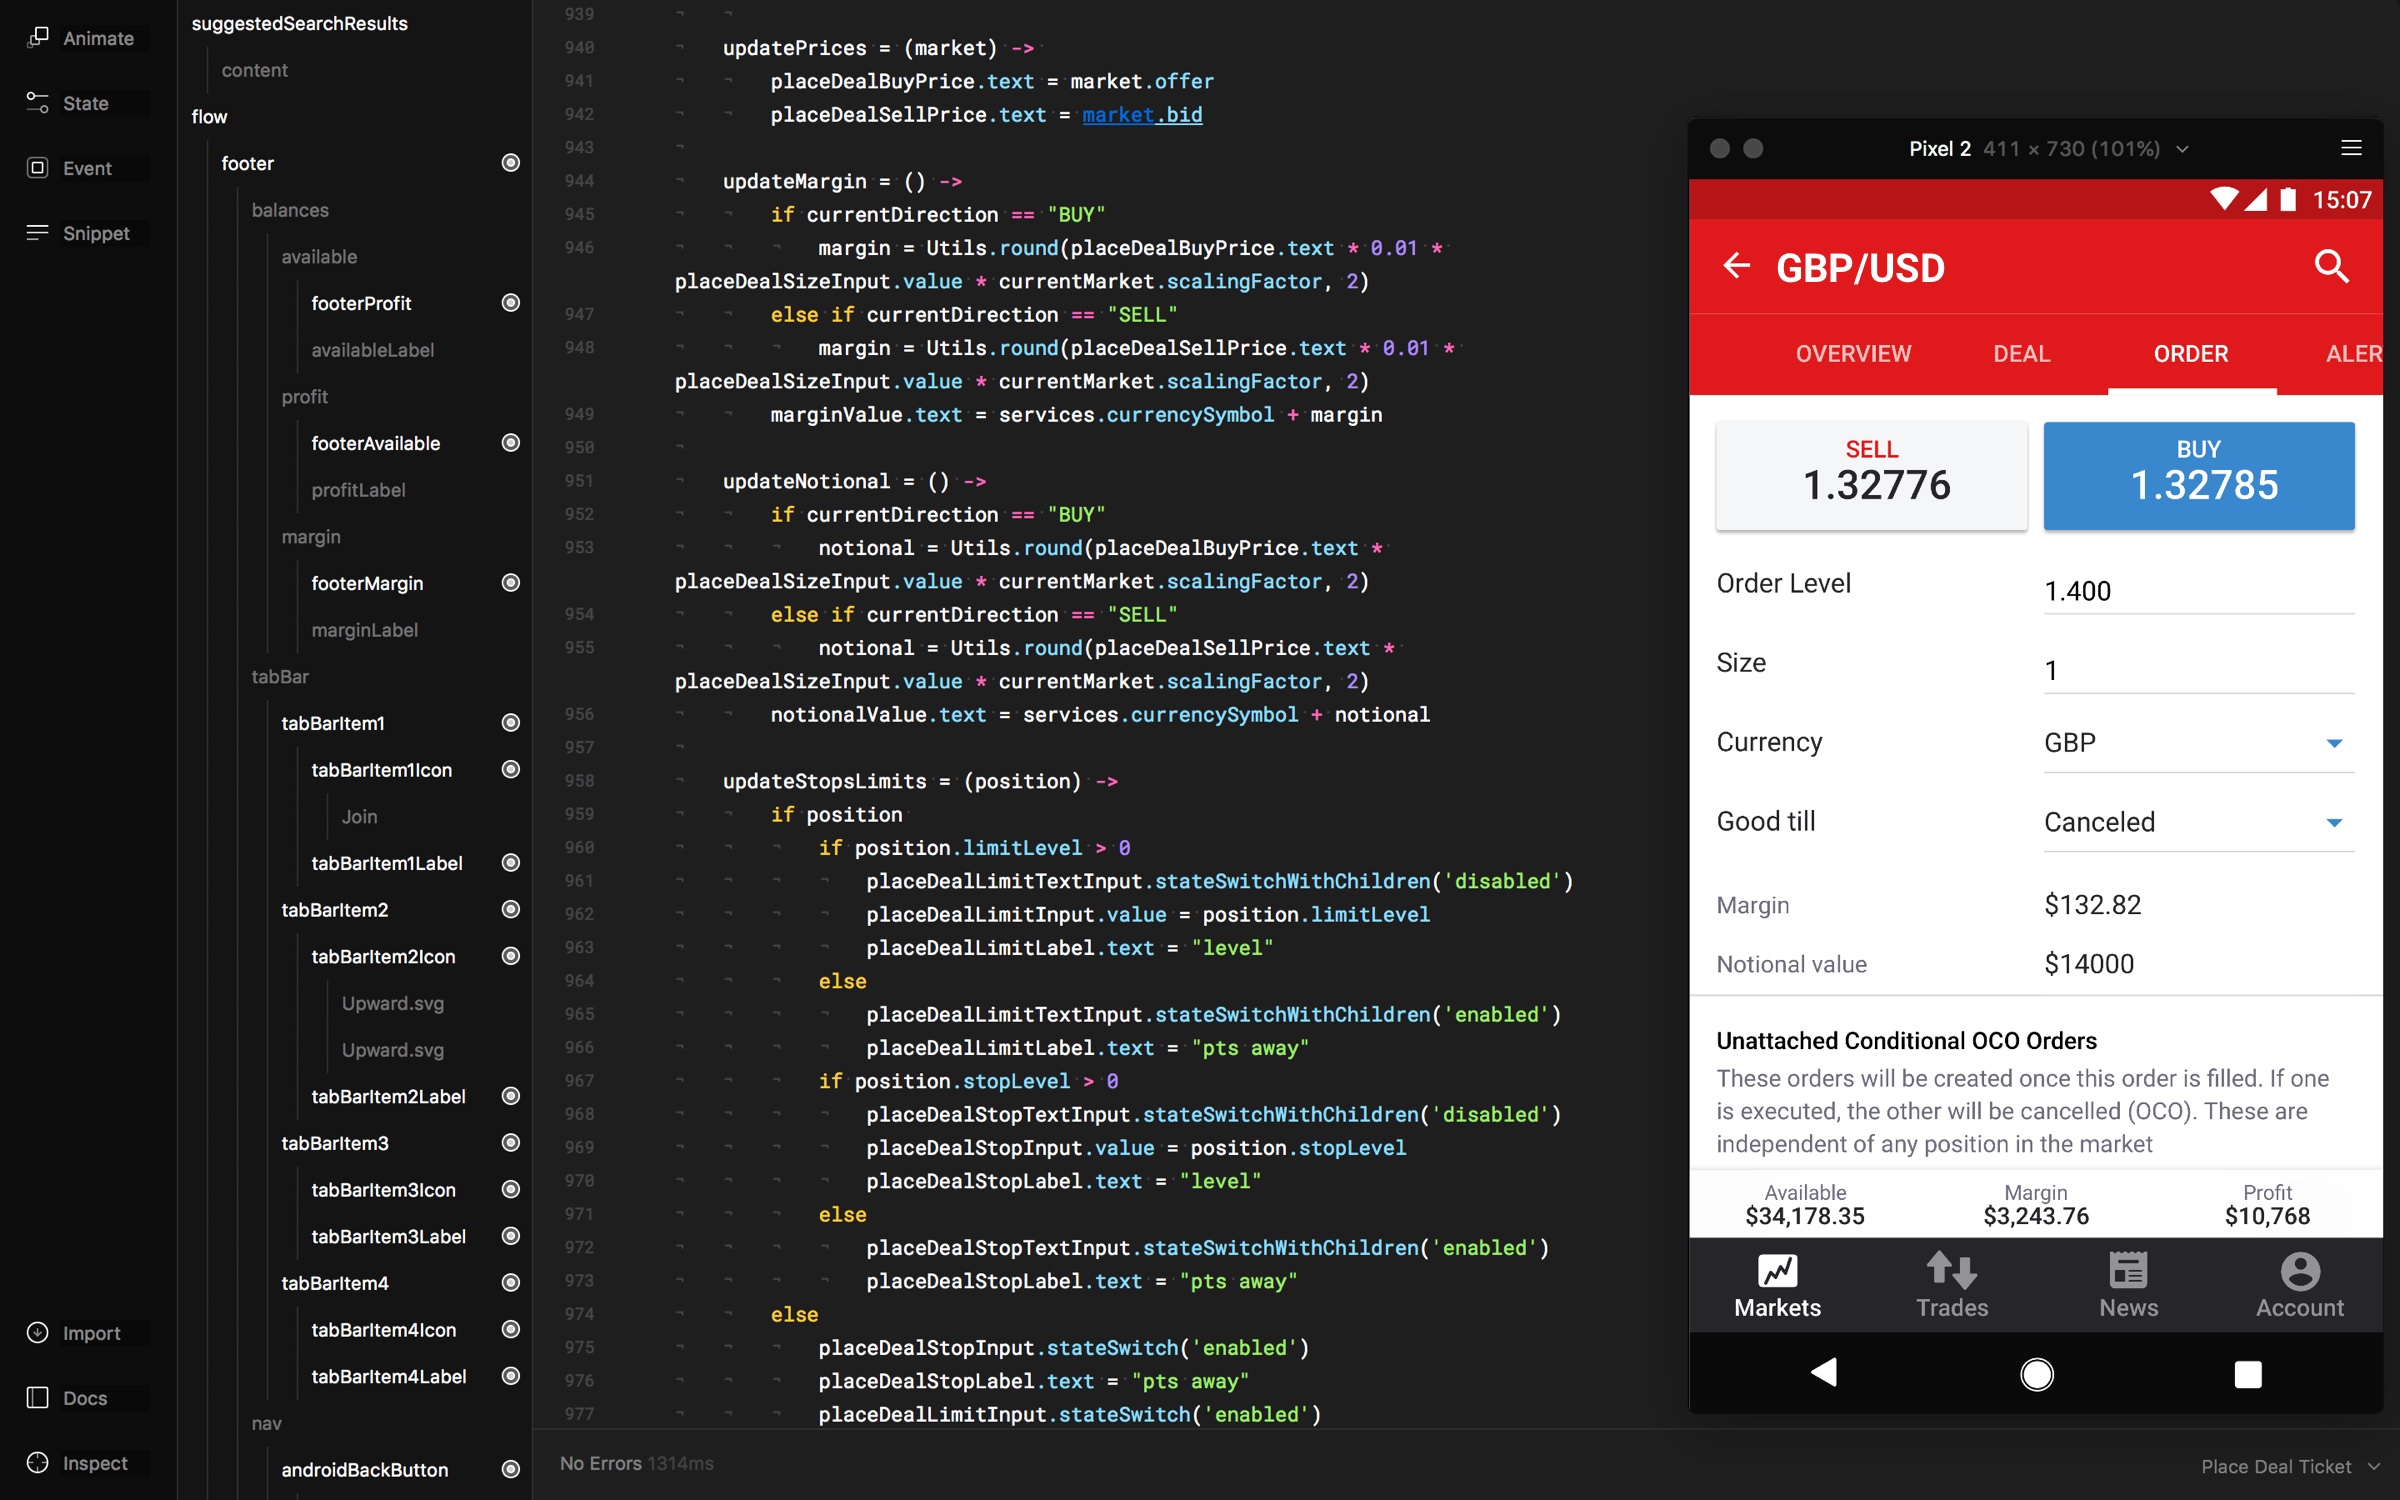 Animate
State
Event
Snippet
Import
Docs
Inspect
suggestedSearchResults
content
flow
footer
balances
available
footerProfit
availableLabel
profit
footerAvailable
profitLabel
margin
footerMargin
marginLabel
tabBar
tabBarItem1
tabBarItem1Icon
Join
tabBarItem1Label
tabBarItem2
tabBarItem2Icon
Upward.svg
Upward.svg
tabBarItem2Label
tabBarItem3
tabBarItem3Icon
tabBarItem3Label
tabBarItem4
tabBarItem4Icon
tabBarItem4Label
nav
androidBackButton
939
940 updatePrices = (market) ->
941 placeDealBuyPrice.text = market.offer
942 placeDealSellPrice.text = market.bid
943
944 updateMargin = () ->
945 if currentDirection == "BUY"
946 margin = Utils.round(placeDealBuyPrice.text * 0.01 *
placeDealSizeInput.value * currentMarket.scalingFactor, 2)
947 else if currentDirection == "SELL"
948 margin = Utils.round(placeDealSellPrice.text * 0.01 *
placeDealSizeInput.value * currentMarket.scalingFactor, 2)
949 marginValue.text = services.currencySymbol + margin
950
951 updateNotional = () ->
952 if currentDirection == "BUY"
953 notional = Utils.round(placeDealBuyPrice.text *
placeDealSizeInput.value * currentMarket.scalingFactor, 2)
954 else if currentDirection == "SELL"
955 notional = Utils.round(placeDealSellPrice.text *
placeDealSizeInput.value * currentMarket.scalingFactor, 2)
956 notionalValue.text = services.currencySymbol + notional
957
958 updateStopsLimits = (position) ->
959 if position
960 if position.limitLevel > 0
961 placeDealLimitTextInput.stateSwitchWithChildren('disabled')
962 placeDealLimitInput.value = position.limitLevel
963 placeDealLimitLabel.text = "level"
964 else
965 placeDealLimitTextInput.stateSwitchWithChildren('enabled')
966 placeDealLimitLabel.text = "pts away"
967 if position.stopLevel > 0
968 placeDealStopTextInput.stateSwitchWithChildren('disabled')
969 placeDealStopInput.value = position.stopLevel
970 placeDealStopLabel.text = "level"
971 else
972 placeDealStopTextInput.stateSwitchWithChildren('enabled')
973 placeDealStopLabel.text = "pts away"
974 else
975 placeDealStopInput.stateSwitch('enabled')
976 placeDealStopLabel.text = "pts away"
977 placeDealLimitInput.stateSwitch('enabled')
No Errors 1314ms
Place Deal Ticket
Pixel 2 411 × 730 (101%)
15:07
GBP/USD
OVERVIEW DEAL ORDER ALER
SELL BUY
1.32776 1.32785
Order Level 1.400
Size 1
Currency GBP
Good till Canceled
Margin $132.82
Notional value $14000
Unattached Conditional OCO Orders
These orders will be created once this order is filled. If one
is executed, the other will be cancelled (OCO). These are
independent of any position in the market
Available Margin Profit
$34,178.35 $3,243.76 $10,768
Markets Trades News Account